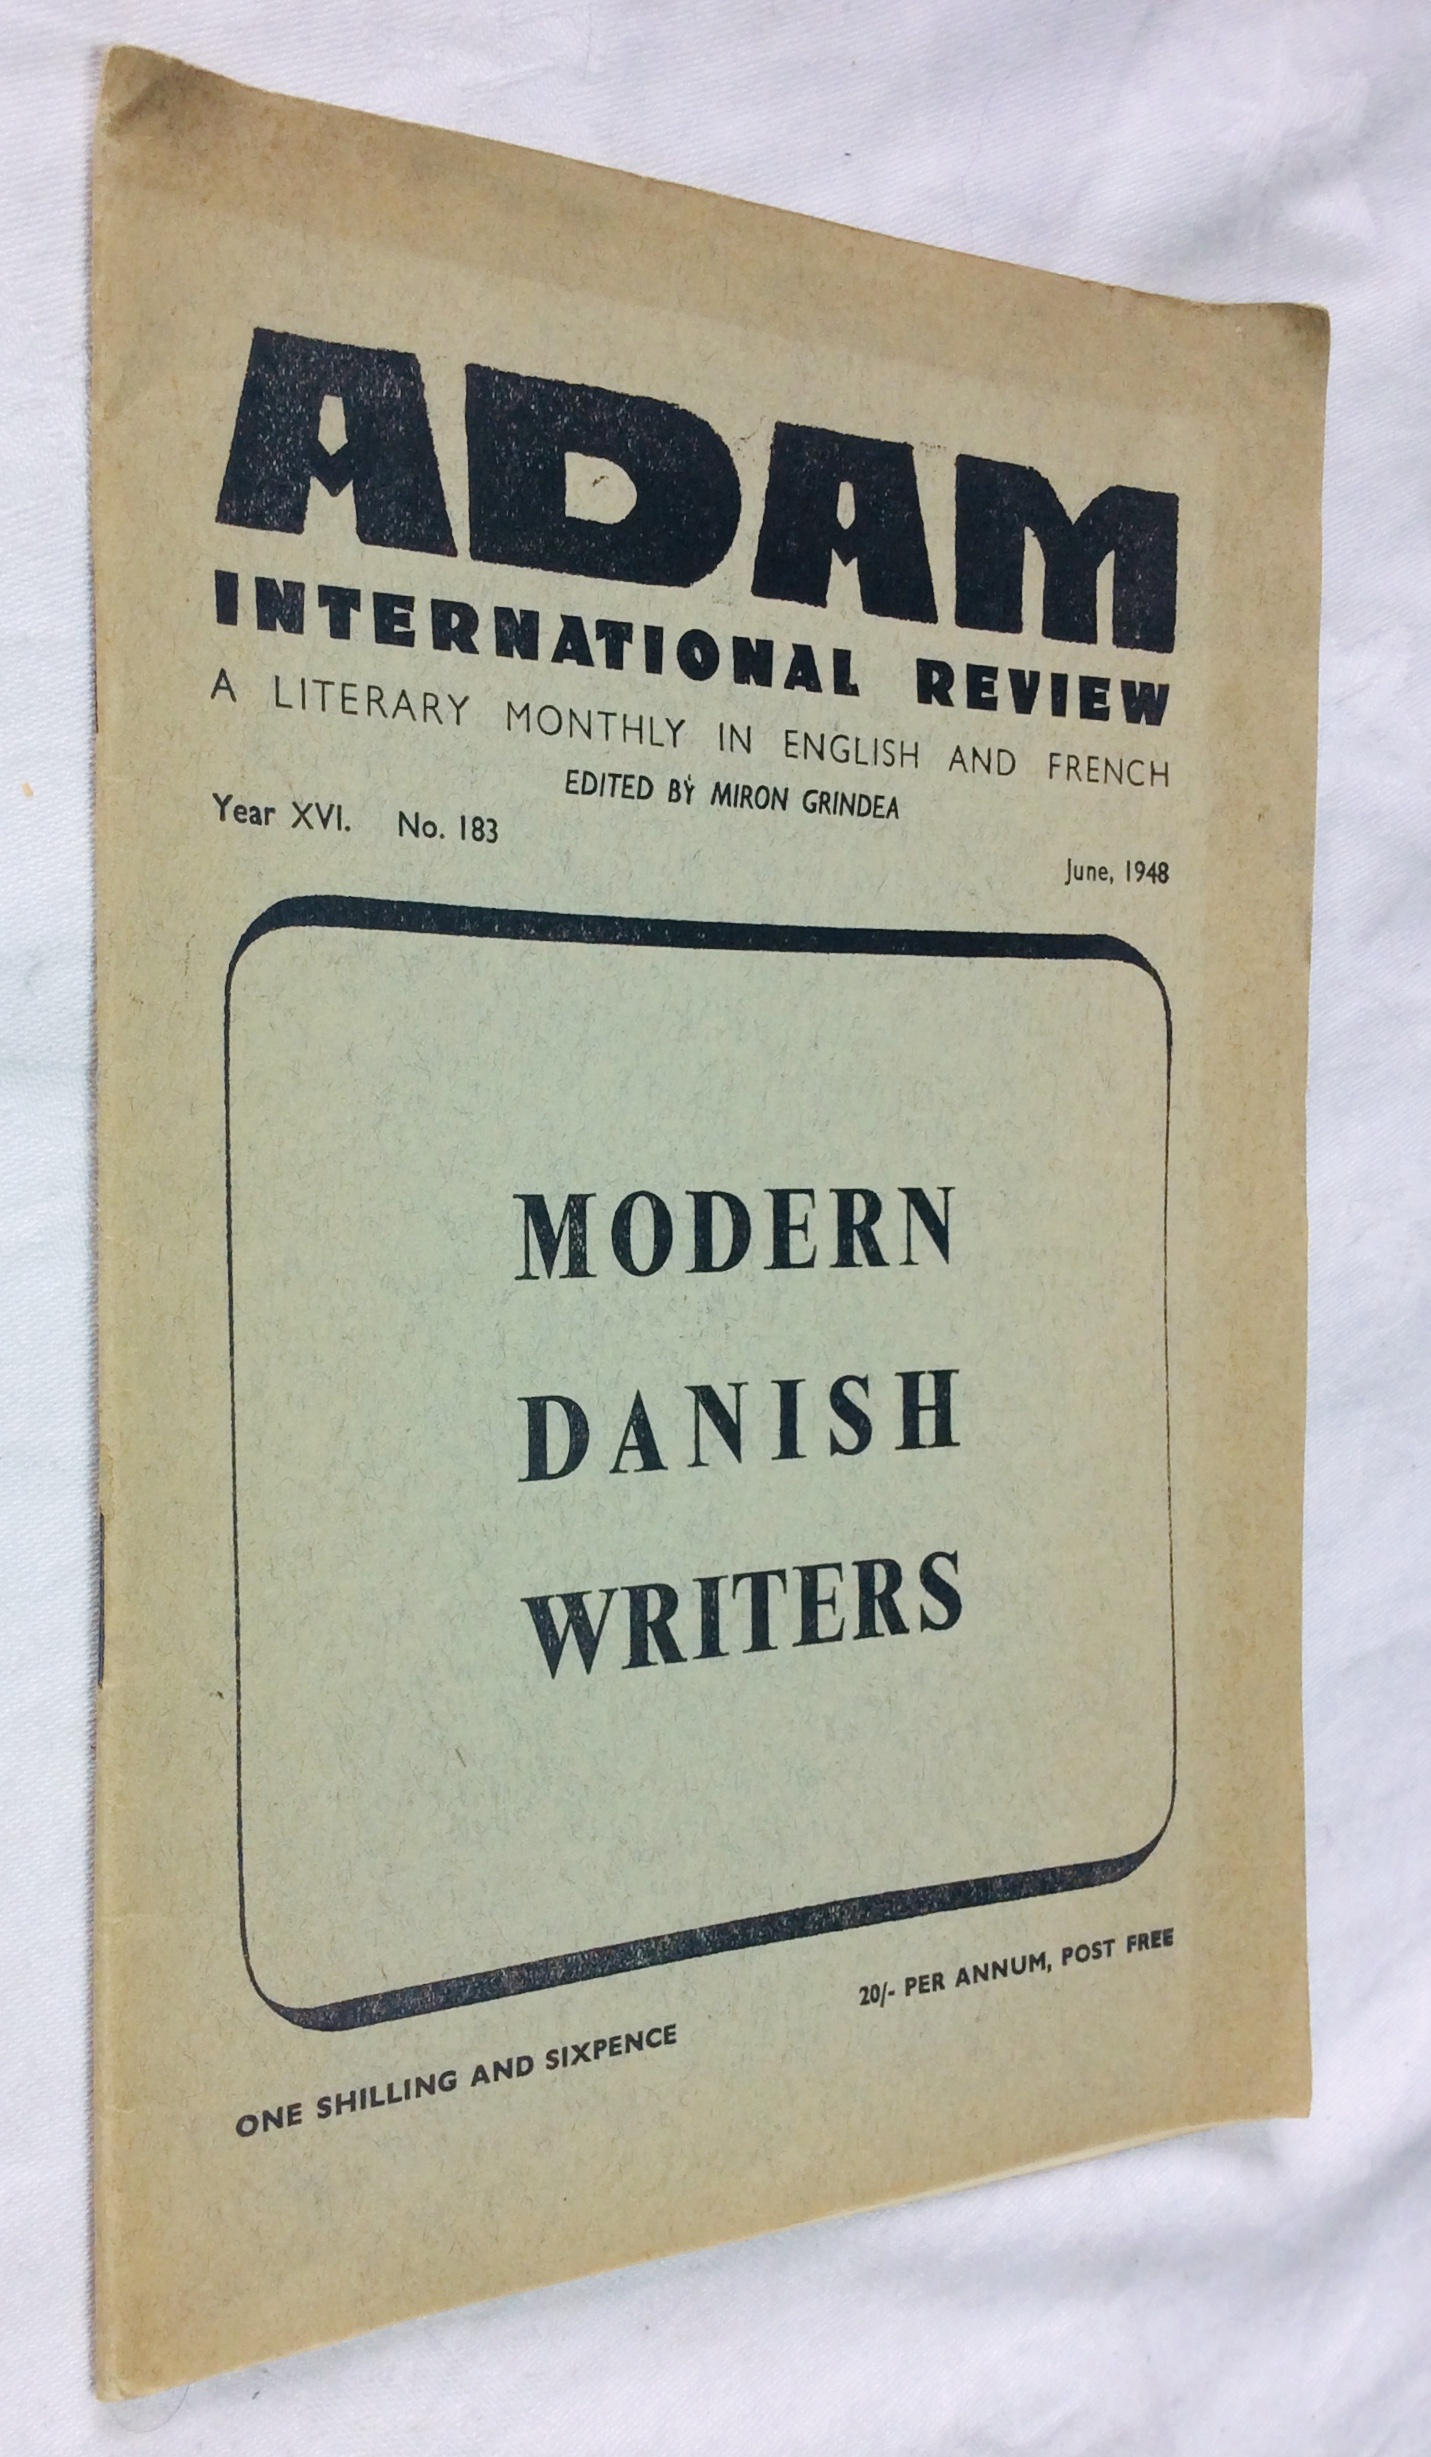 ADAM
INTERNATIONAL REVIEW
A LITERARY MONTHLY IN ENGLISH AND FRENCH
EDITED BY MIRON GRINDEA
Year XVI. No. 183
June, 1948
MODERN
DANISH
WRITERS
ONE SHILLING AND SIXPENCE
20/- PER ANNUM, POST FREE